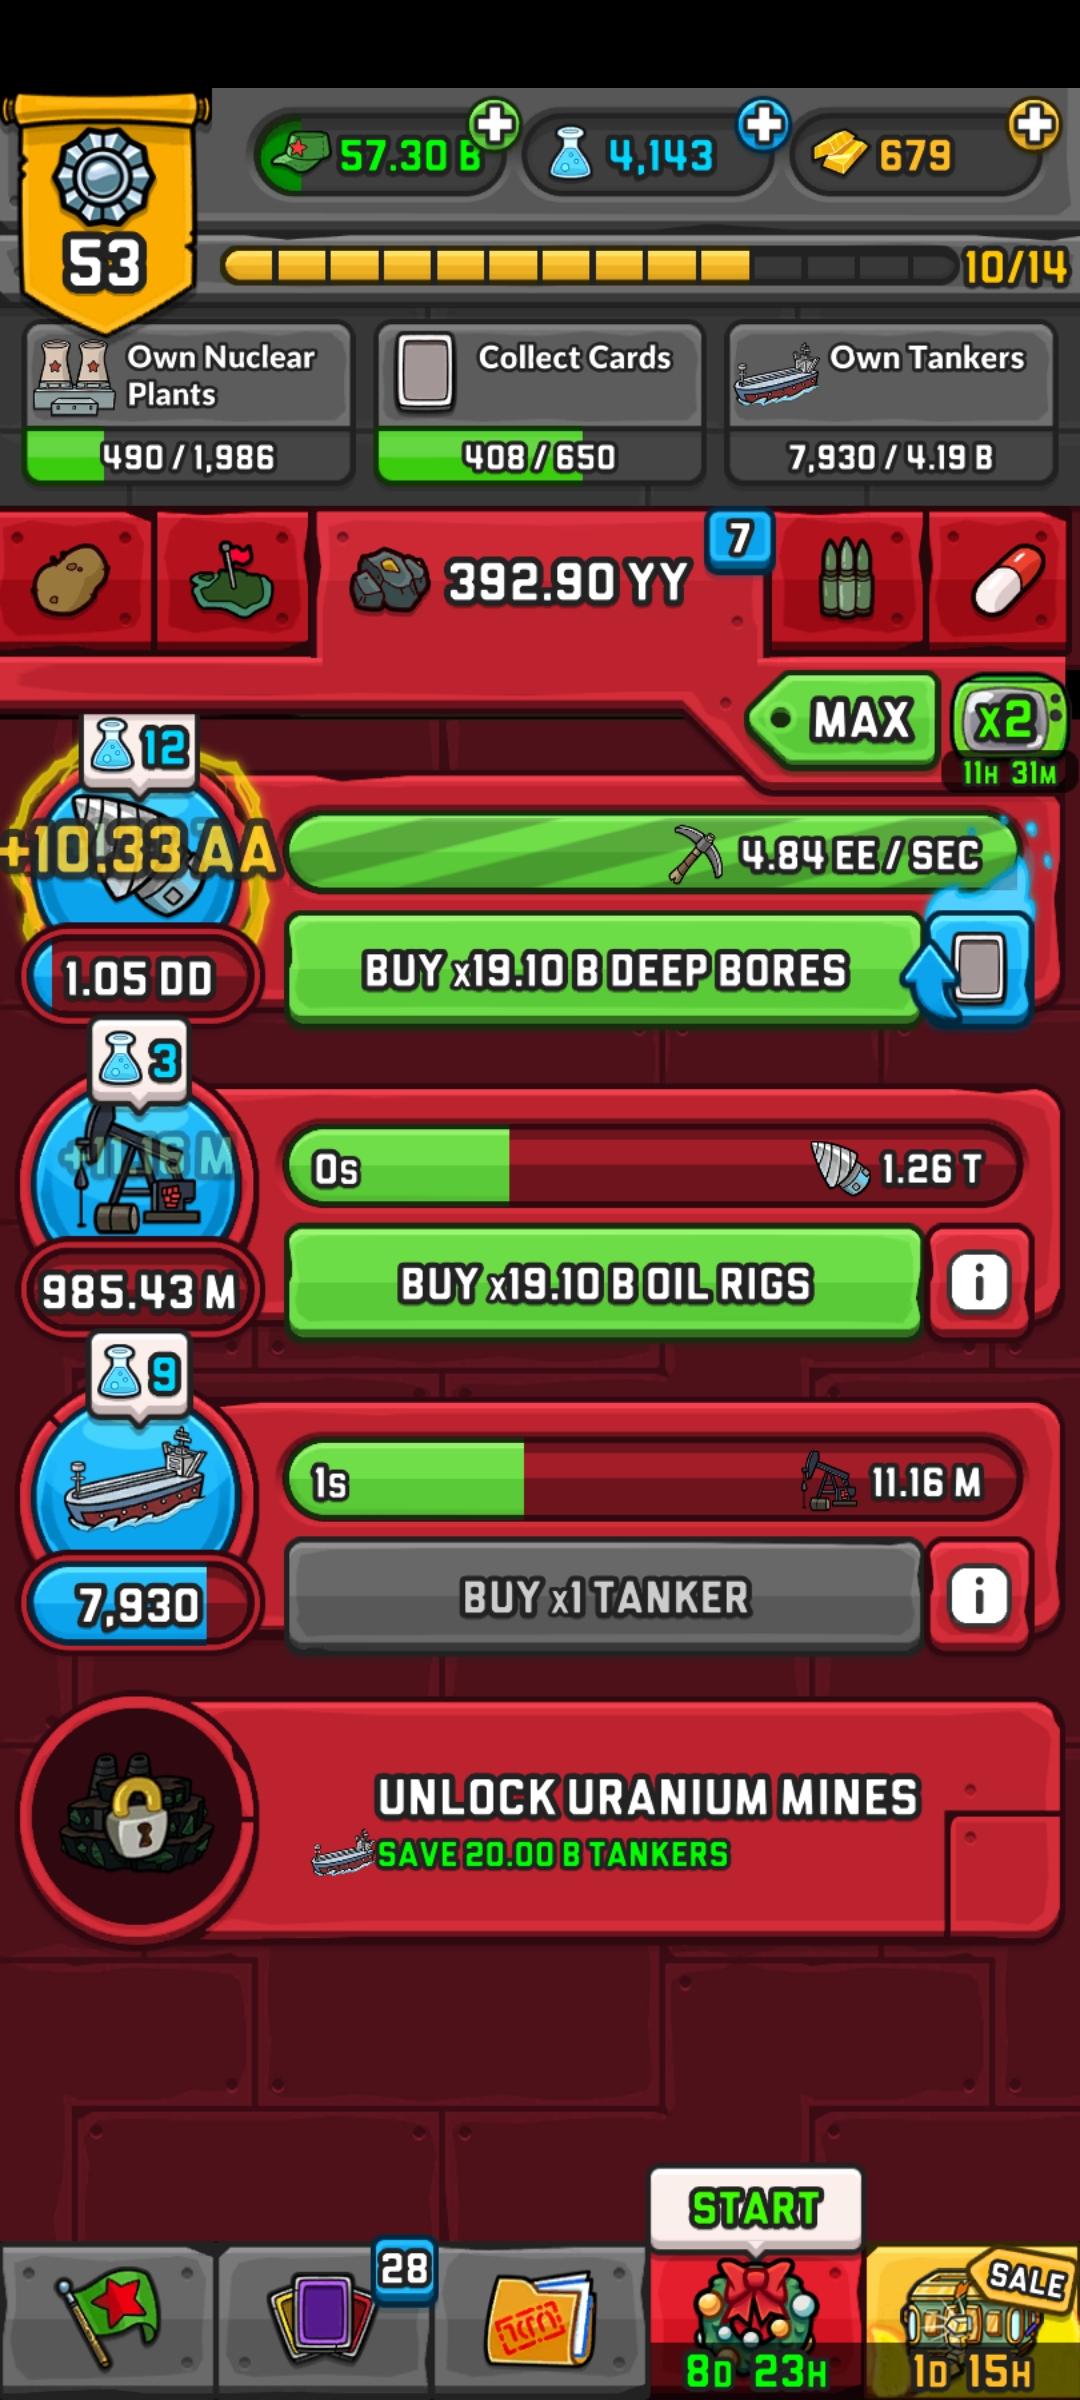 57.30 B
4,143
679
53
10/14
Own Nuclear
Plants
490 / 1,986
Collect Cards
408 / 650
Own Tankers
7,930 / 4.19 B
392.90 YY
7
MAX
x2
11H 31M
12
+10.33 AA
4.84 EE / SEC
1.05 DD
BUY x19.10 B DEEP BORES
3
+11.16 M
0s
1.26 T
985.43 M
BUY x19.10 B OIL RIGS
i
9
1s
11.16 M
7,930
BUY x1 TANKER
i
UNLOCK URANIUM MINES
SAVE 20.00 B TANKERS
START
28
SALE
8D 23H
1D 15H